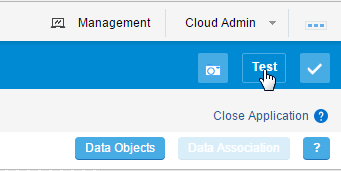 Management Cloud Admin
Test
Close Application ?
Data Objects Data Association ?